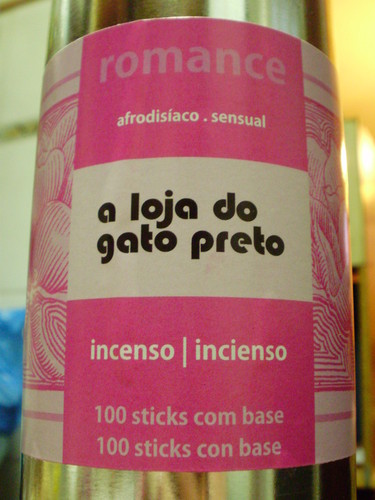 romance
afrodisíaco . sensual
a loja do
gato preto
incenso | incienso
100 sticks com base
100 sticks con base